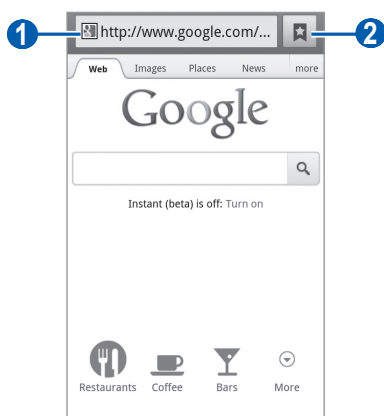 1 http://www.google.com/... 2
Web Images Places News more
Google
Instant (beta) is off: Turn on
Restaurants Coffee Bars More